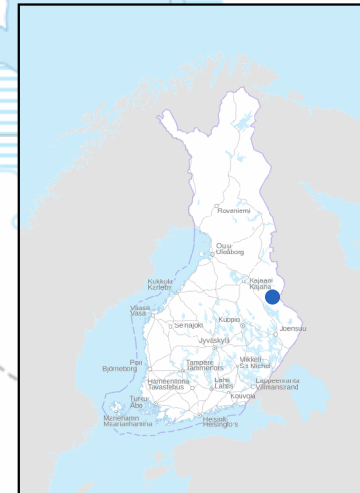 Rovaniemi
Oulu
Uleåborg
Kajaani
Kajana
Kokkola
Karleby
Vaasa
Vasa
Kuopio
Seinäjoki
Joensuu
Jyväskylä
Pori
Björneborg
Tampere
Tammerfors
Mikkeli
S:t Michel
Hämeenlinna
Tavastehus
Lahti
Lahtis
Lappeenranta
Villmanstrand
Kouvola
Turku
Åbo
Helsinki
Helsingfors
Maarianhamina